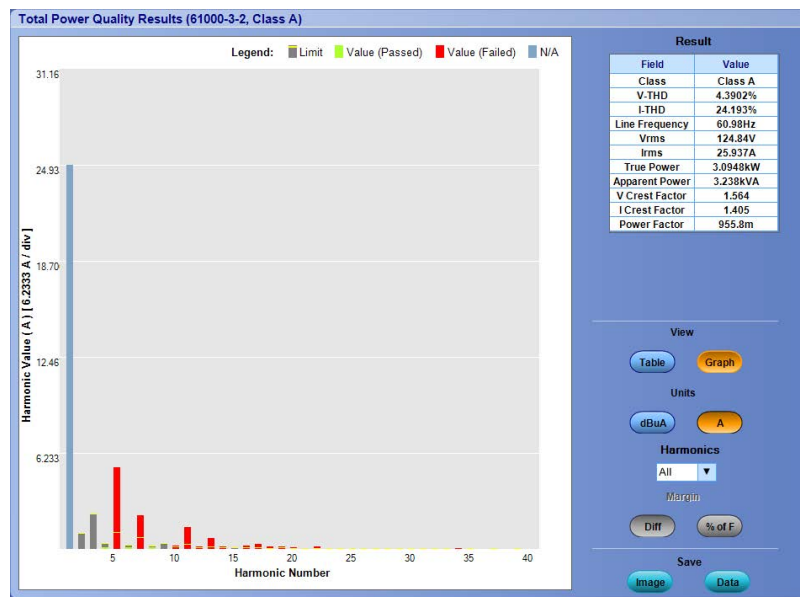 Total Power Quality Results (61000-3-2, Class A)
Legend: Limit Value (Passed) Value (Failed) N/A
31.16
24.93
18.70
12.46
6.233
Harmonic Value ( A ) [ 6.2333 A / div ]
5 10 15 20 25 30 35 40
Harmonic Number
Result
Field Value
Class Class A
V-THD 4.3902%
I-THD 24.193%
Line Frequency 60.98Hz
Vrms 124.84V
Irms 25.937A
True Power 3.0948kW
Apparent Power 3.238kVA
V Crest Factor 1.564
I Crest Factor 1.405
Power Factor 955.8m
View
Table Graph
Units
dBuA A
Harmonics
All
Margin
Diff % of F
Save
Image Data